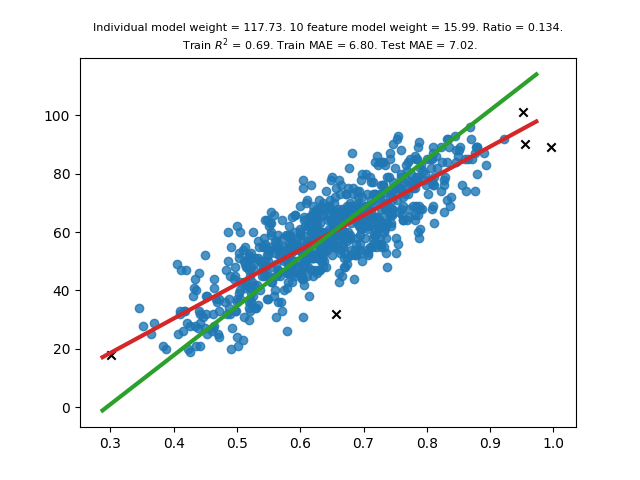 Individual model weight = 117.73. 10 feature model weight = 15.99. Ratio = 0.134.
Train R² = 0.69. Train MAE = 6.80. Test MAE = 7.02.
100
80
60
40
20
0
0.3 0.4 0.5 0.6 0.7 0.8 0.9 1.0